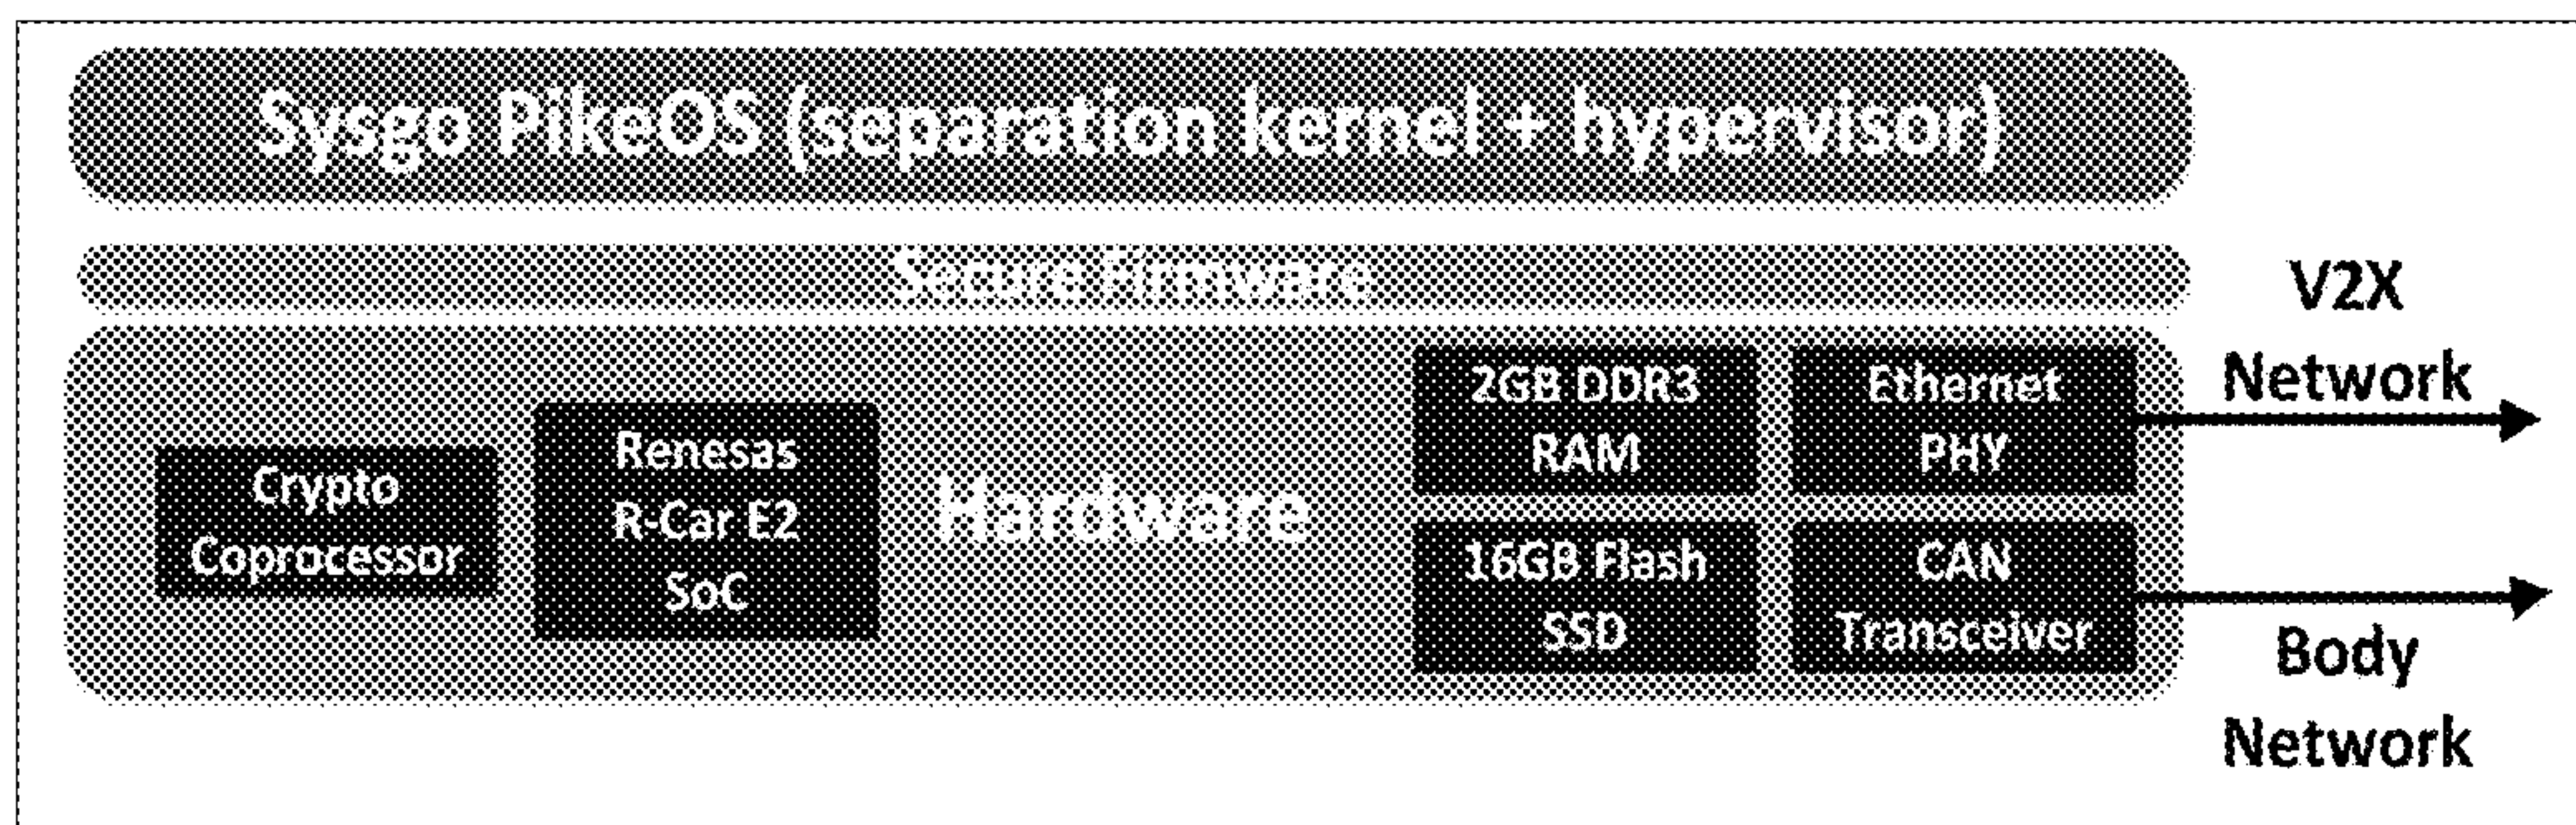 Sysgo PikeOS (separation kernel + hypervisor)
Secure Firmware
V2X
Network
Crypto
Coprocessor
Renesas
R-Car E2
SoC
Hardware
2GB DDR3
RAM
Ethernet
PHY
16GB Flash
SSD
CAN
Transceiver
Body
Network